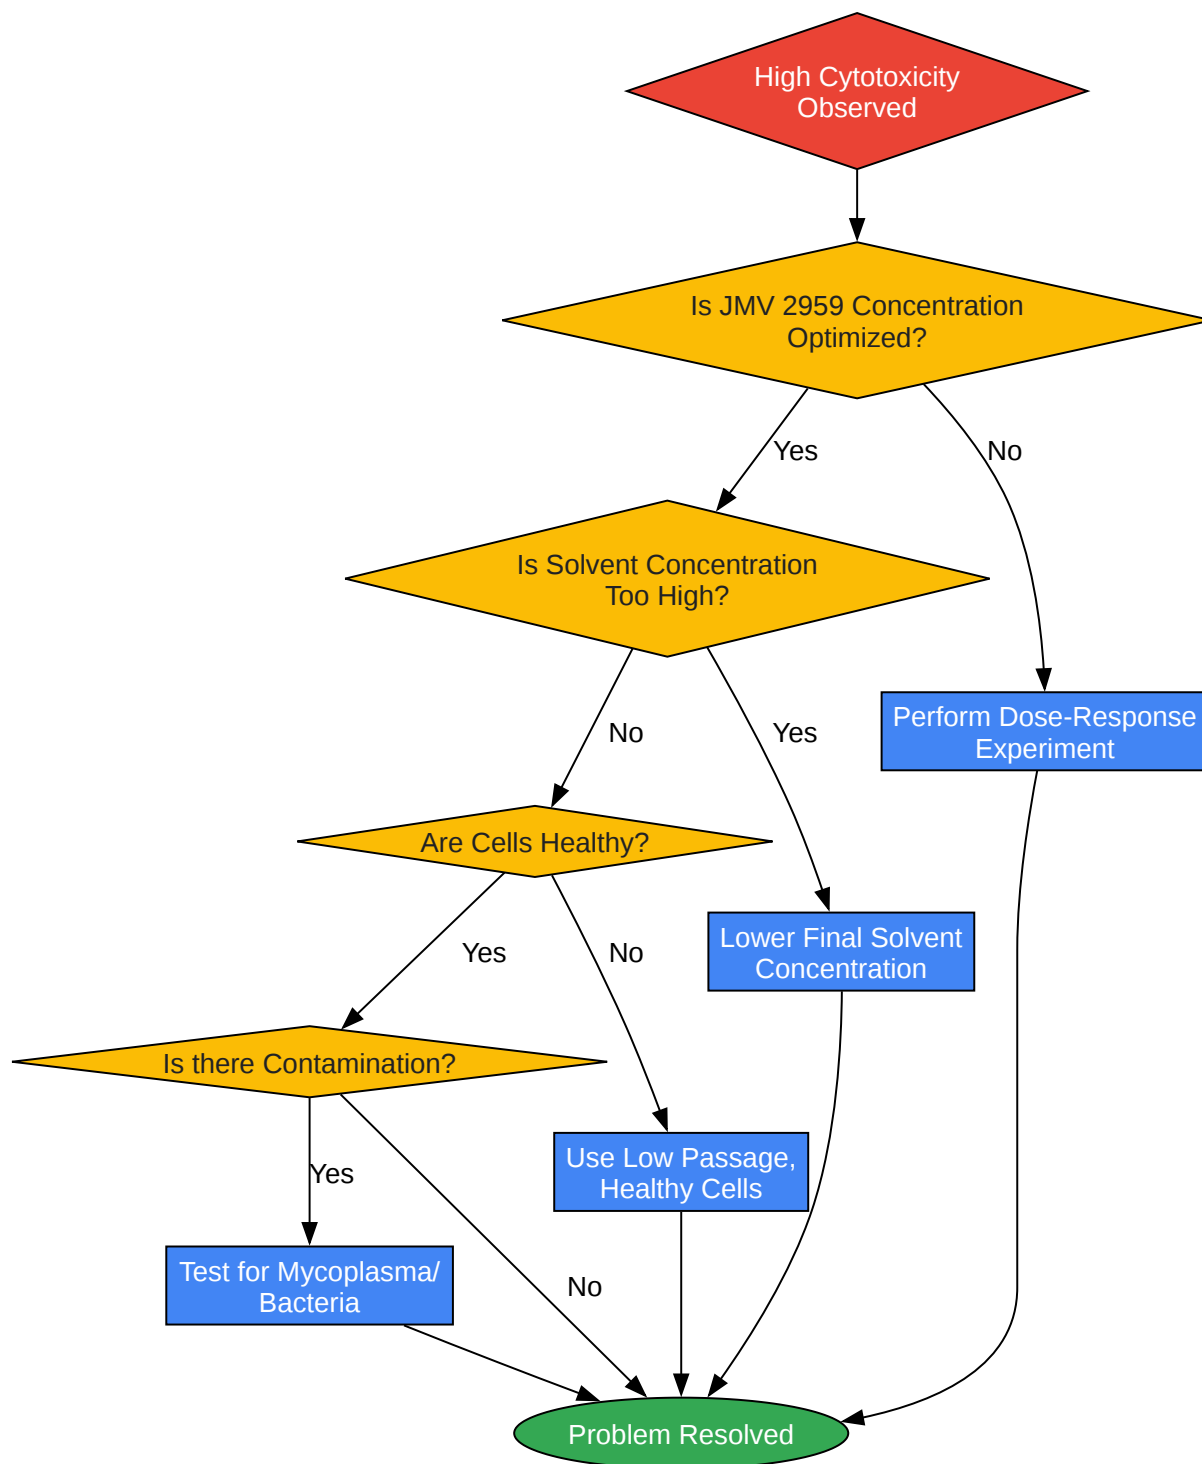 High Cytotoxicity
Observed
Is JMV 2959 Concentration
Optimized?
Yes
No
Is Solvent Concentration
Too High?
Perform Dose-Response
Experiment
No
Yes
Are Cells Healthy?
Lower Final Solvent
Concentration
Yes
No
Is there Contamination?
Use Low Passage,
Healthy Cells
Yes
Test for Mycoplasma/
Bacteria
No
Problem Resolved